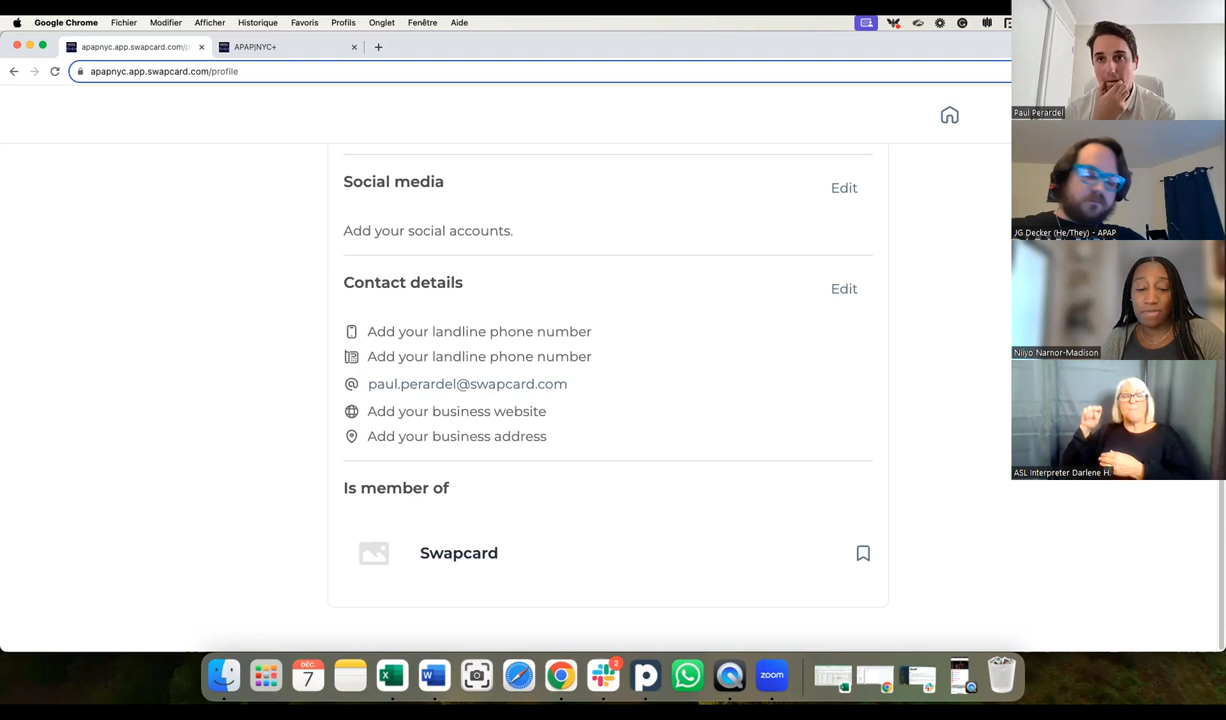 Google Chrome Fichier Modifier Afficher Historique Favoris Profils Onglet Fenêtre Aide
apapnyc.app.swapcard.com/p
APAP|NYC+
apapnyc.app.swapcard.com/profile
Social media
Edit
Add your social accounts.
Contact details
Edit
Add your landline phone number
Add your landline phone number
paul.perardel@swapcard.com
Add your business website
Add your business address
Is member of
Swapcard
Paul Perardel
JG Decker (He/They) - APAP
Niiyo Narnor-Madison
ASL Interpreter Darlene H.
DÉC.
7
2
zoom